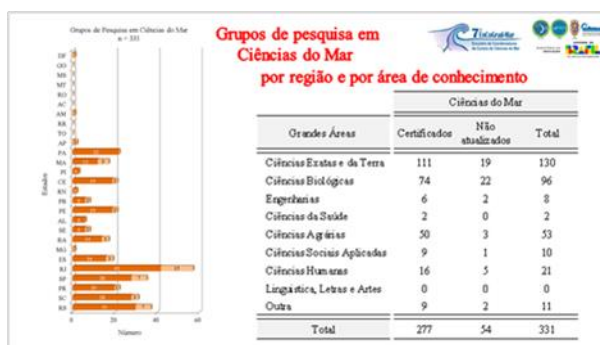 Grupos de Pesquisa em Ciências do Mar
n = 331
Grupos de pesquisa em
Ciências do Mar
por região e por área de conhecimento
Estados
DF
GO
MS
MT
RO
AC
AM
RR
TO
AP
PA
MA
PI
CE
RN
PB
PE
AL
SE
BA
MG
ES
RJ
SP
PR
SC
RS
0 20 40 60
Número
Ciências do Mar
Grandes Áreas Certificados Não atualizados Total
Ciências Exatas e da Terra 111 19 130
Ciências Biológicas 74 22 96
Engenharias 6 2 8
Ciências da Saúde 2 0 2
Ciências Agrárias 50 3 53
Ciências Sociais Aplicadas 9 1 10
Ciências Humanas 16 5 21
Linguística, Letras e Artes 0 0 0
Outra 9 2 11
Total 277 54 331